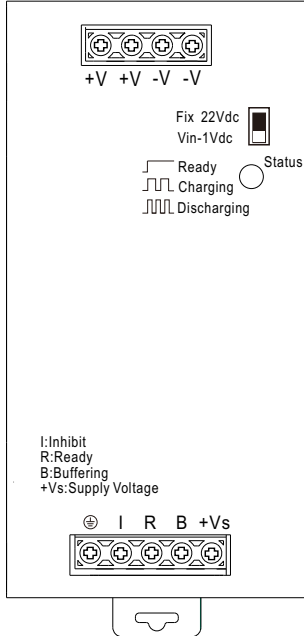 +V +V -V -V
Fix 22Vdc
Vin-1Vdc
Status
Ready
Charging
Discharging
I:Inhibit
R:Ready
B:Buffering
+Vs:Supply Voltage
I R B +Vs